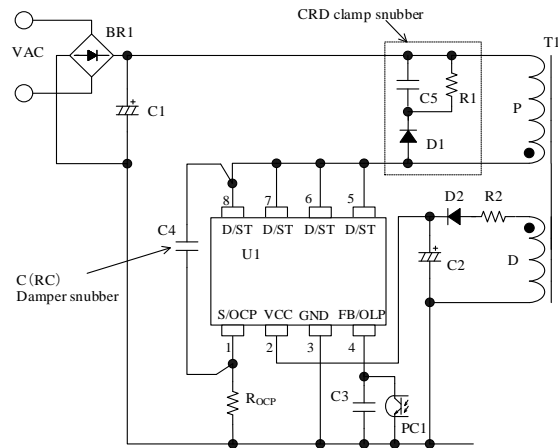 CRD clamp snubber
VAC
BR1
T1
C1
C5
R1
P
D1
8
7
6
5
D2
R2
C4
D/ST
D/ST
D/ST
D/ST
U1
C2
D
C（RC）
Damper snubber
S/OCP
VCC
GND
FB/OLP
1
2
3
4
ROCP
C3
PC1